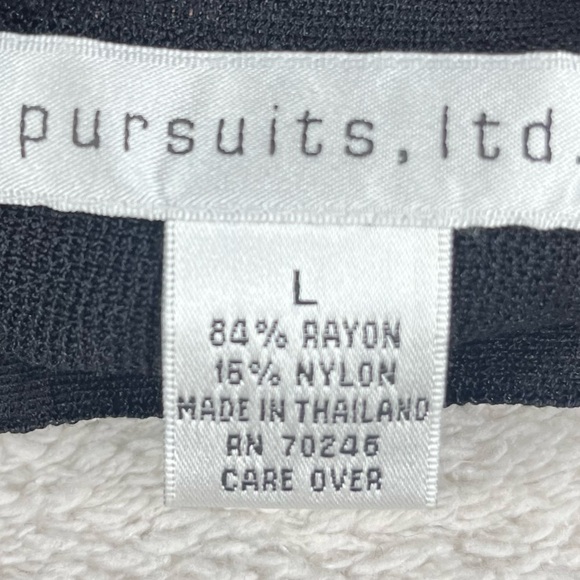 pursuits, ltd.
L
84% RAYON
16% NYLON
MADE IN THAILAND
RN 70246
CARE OVER